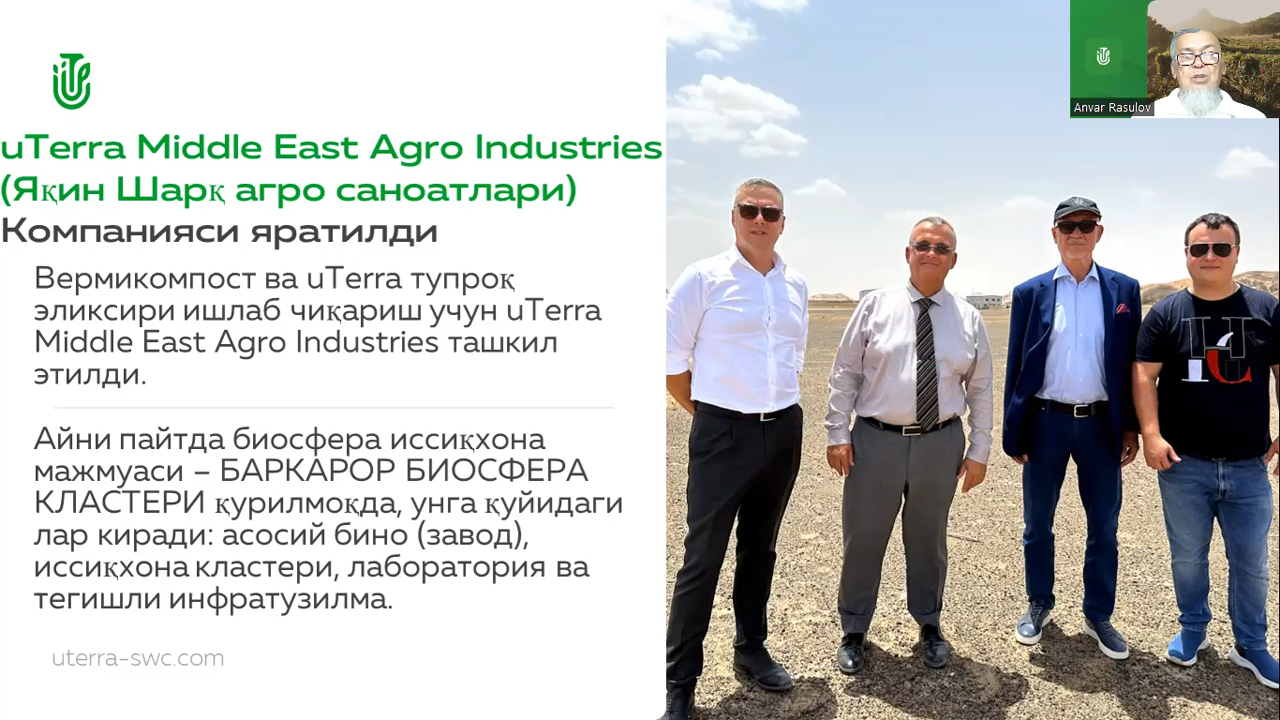 uTerra Middle East Agro Industries
(Яқин Шарқ агро саноатлари)
Компанияси яратилди
Вермикомпост ва uTerra тупроқ
эликсири ишлаб чиқариш учун uTerra
Middle East Agro Industries ташкил
этилди.
Айни пайтда биосфера иссиқхона
мажмуаси – БАРКАРОР БИОСФЕРА
КЛАСТЕРИ қурилмоқда, унга қуйидаги
лар киради: асосий бино (завод),
иссиқхона кластери, лаборатория ва
тегишли инфратузилма.
uterra-swc.com
Anvar Rasulov